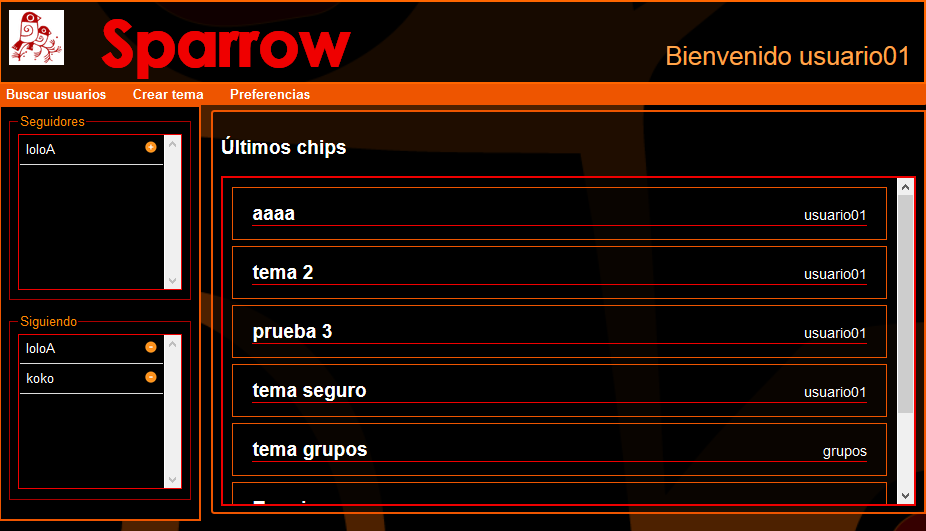 Sparrow
Bienvenido usuario01
Buscar usuarios Crear tema Preferencias
Seguidores
loloA
Siguiendo
loloA
koko
Últimos chips
aaaa usuario01
tema 2 usuario01
prueba 3 usuario01
tema seguro usuario01
tema grupos grupos